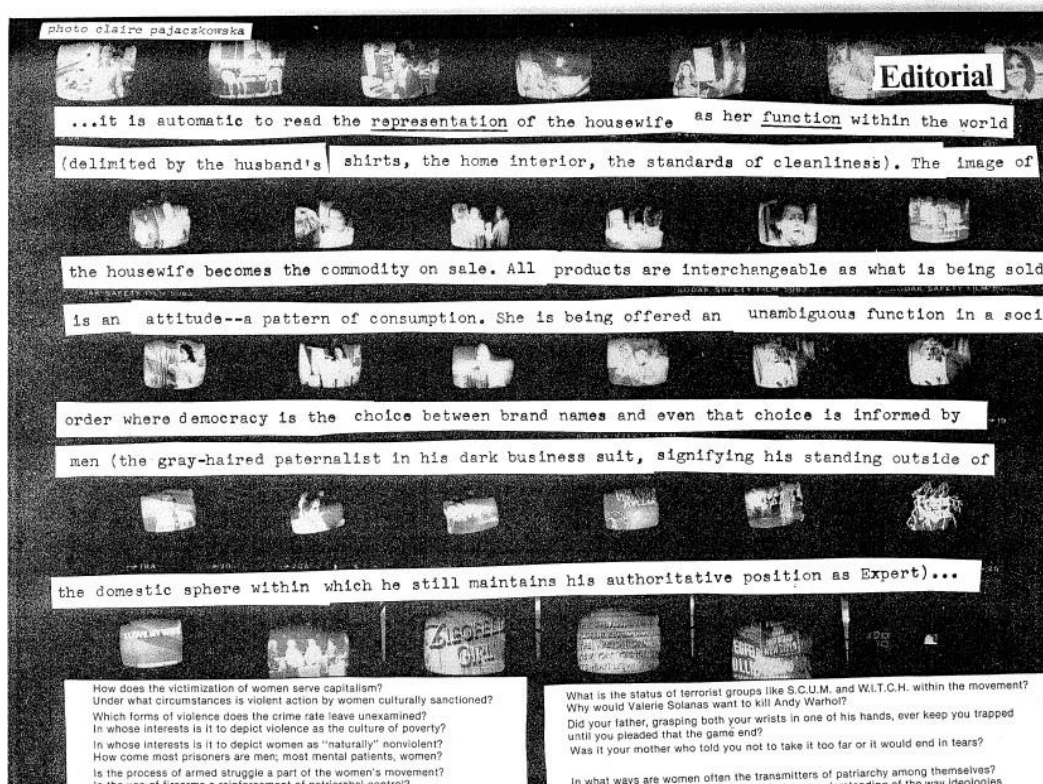 photo claire pajaczkowska
Editorial
...it is automatic to read the representation of the housewife as her function within the world
(delimited by the husband's shirts, the home interior, the standards of cleanliness). The image of
the housewife becomes the commodity on sale. All products are interchangeable as what is being sold
is an attitude--a pattern of consumption. She is being offered an unambiguous function in a soci
order where democracy is the choice between brand names and even that choice is informed by
men (the gray-haired paternalist in his dark business suit, signifying his standing outside of
the domestic sphere within which he still maintains his authoritative position as Expert)...
ZIEGFELD
GIRL
How does the victimization of women serve capitalism?
Under what circumstances is violent action by women culturally sanctioned?
Which forms of violence does the crime rate leave unexamined?
In whose interests is it to depict violence as the culture of poverty?
In whose interests is it to depict women as "naturally" nonviolent?
How come most prisoners are men; most mental patients, women?
Is the process of armed struggle a part of the women's movement?
What is the status of terrorist groups like S.C.U.M. and W.I.T.C.H. within the movement?
Why would Valerie Solanas want to kill Andy Warhol?
Did your father, grasping both your wrists in one of his hands, ever keep you trapped
until you pleaded that the game end?
Was it your mother who told you not to take it too far or it would end in tears?
In what ways are women often the transmitters of patriarchy among themselves?